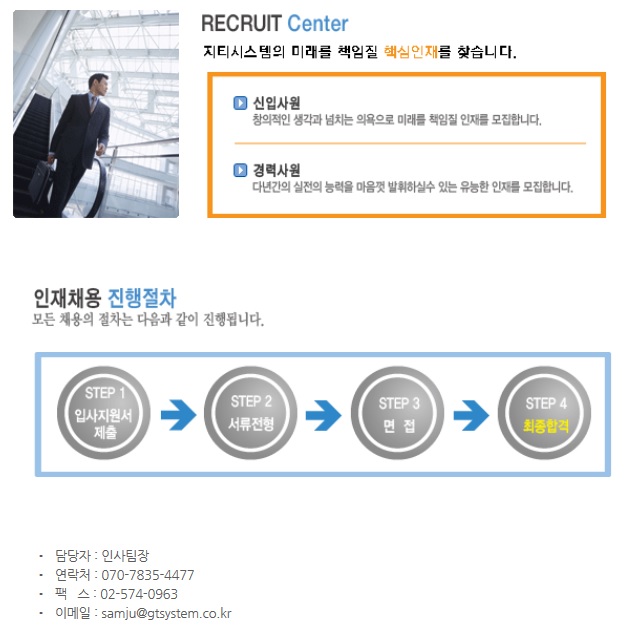 RECRUIT Center
지티시스템의 미래를 책임질 핵심인재를 찾습니다.
신입사원
창의적인 생각과 넘치는 의욕으로 미래를 책임질 인재를 모집합니다.
경력사원
다년간의 실전의 능력을 마음껏 발휘하실수 있는 유능한 인재를 모집합니다.
인재채용 진행절차
모든 채용의 절차는 다음과 같이 진행됩니다.
STEP 1
입사지원서
제출
STEP 2
서류전형
STEP 3
면 접
STEP 4
최종합격
- 담당자 : 인사팀장
- 연락처 : 070-7835-4477
- 팩 스 : 02-574-0963
- 이메일 : samju@gtsystem.co.kr